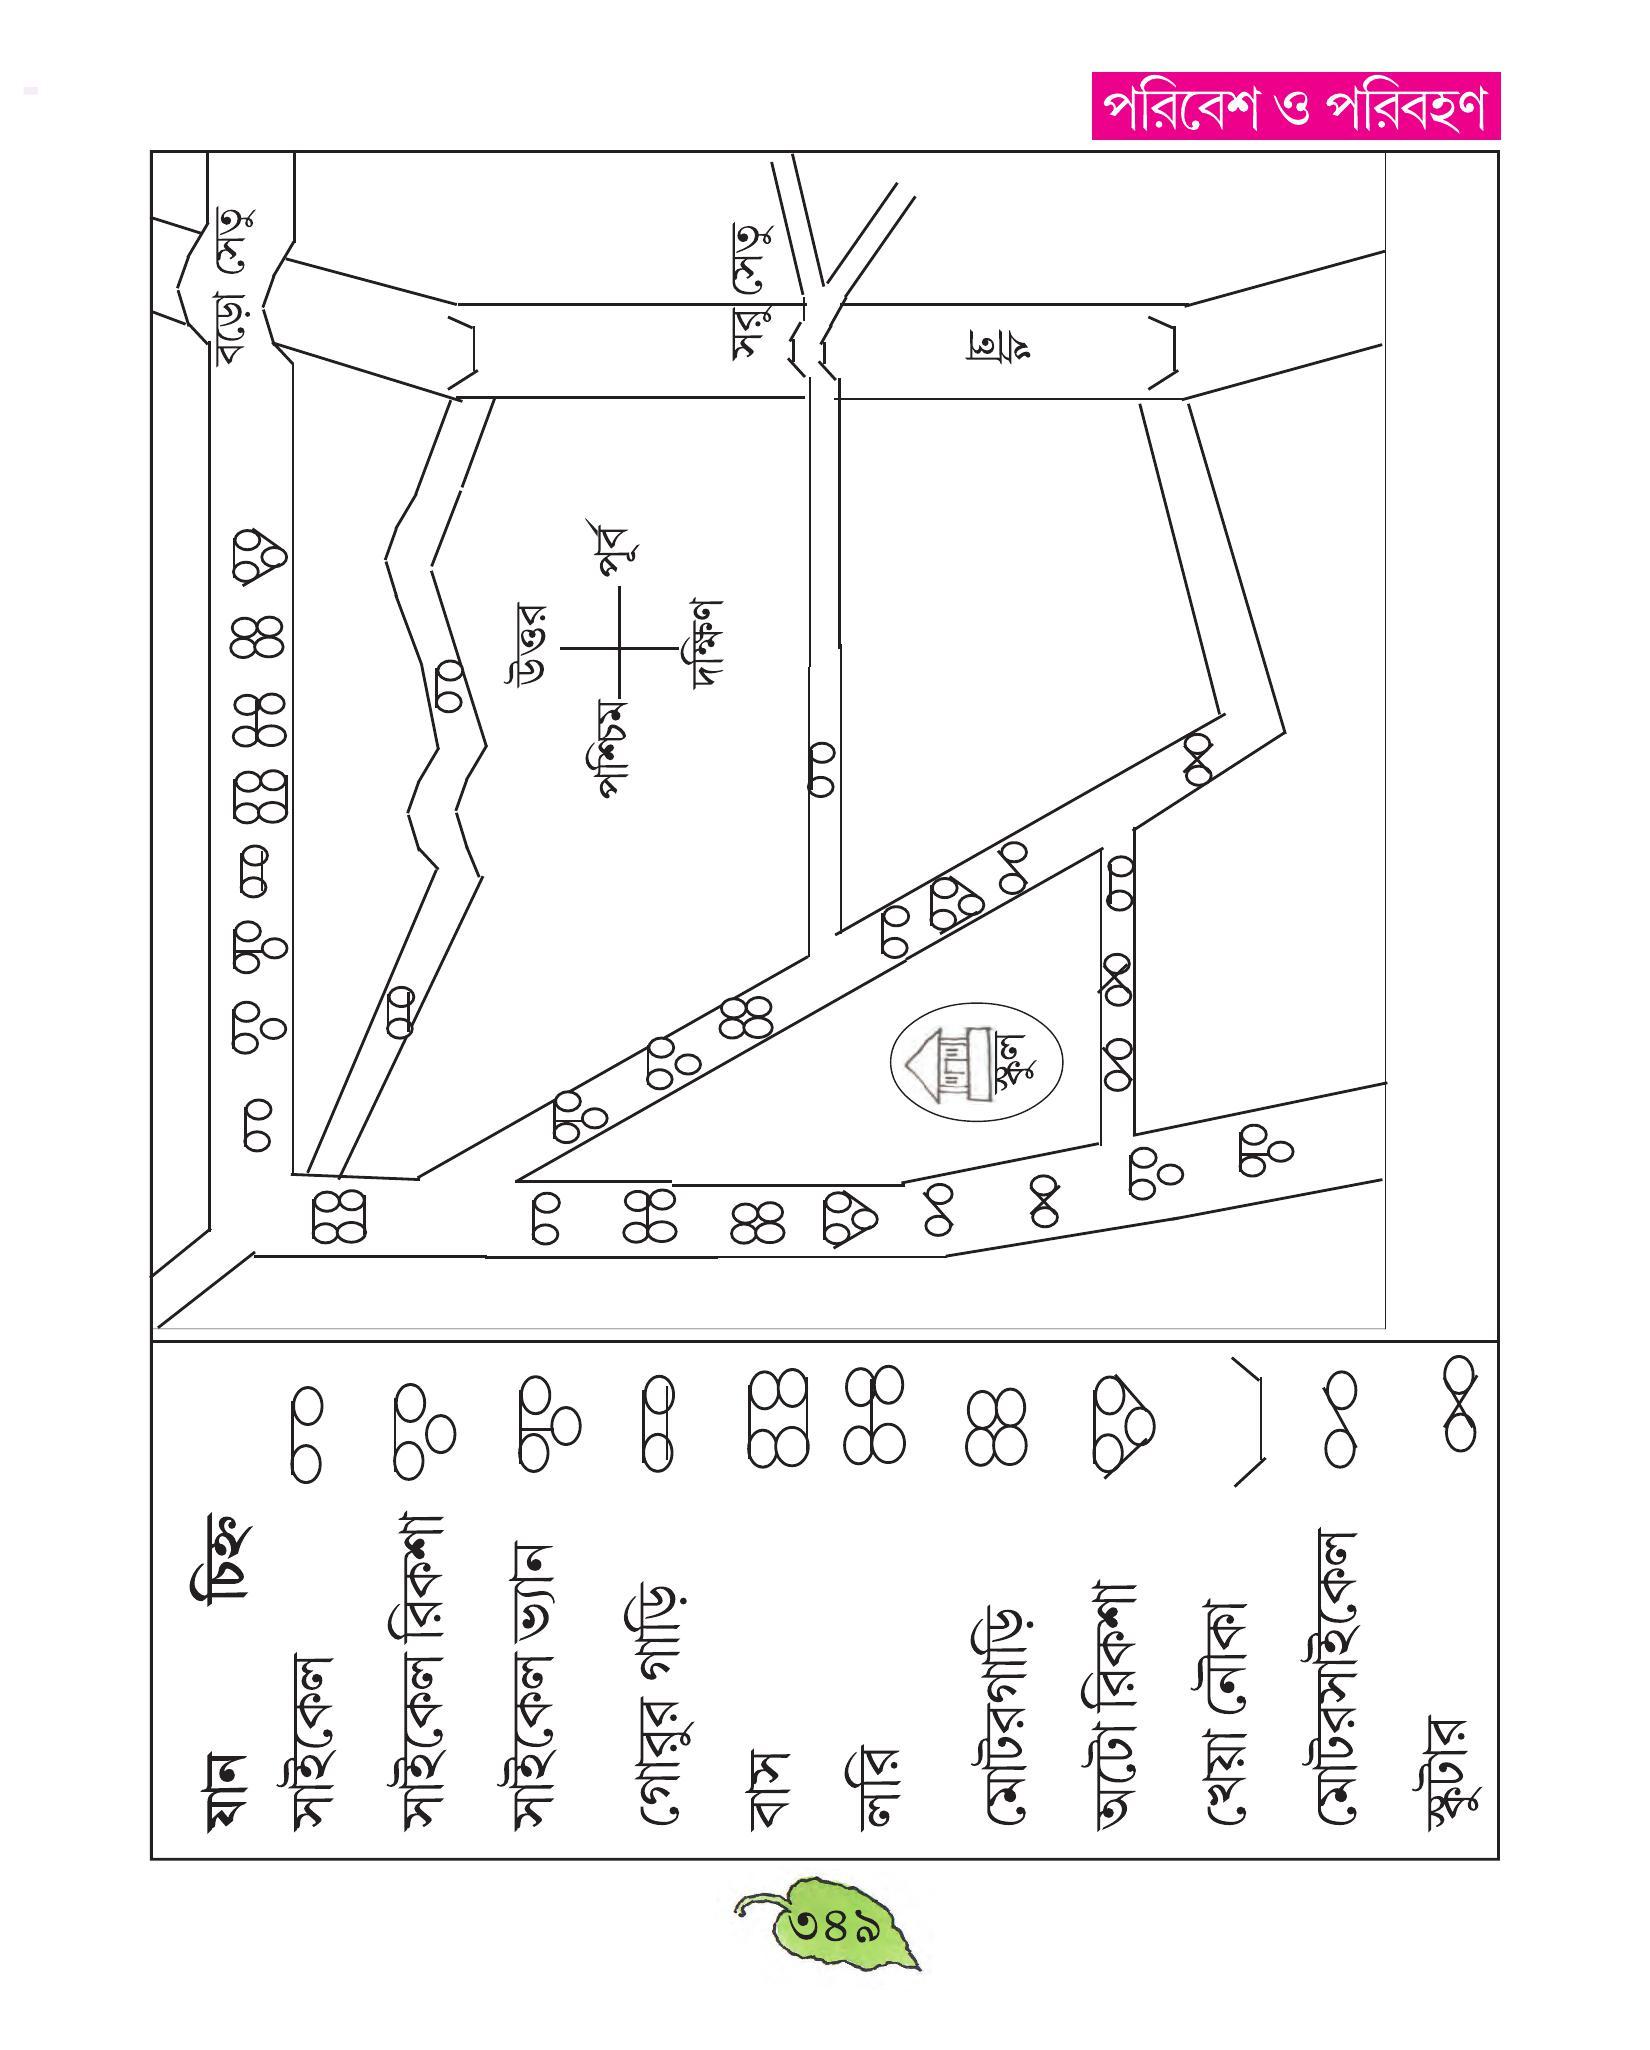 পরিবেশ ও পরিবহণ
বড়ো সেতু
সরু সেতু
নদী
উত্তর
পূর্ব
পশ্চিম
দক্ষিণ
স্কুল
যান চিহ্ন
সাইকেল
সাইকেল রিকশা
সাইকেল ভ্যান
গোরুর গাড়ি
বাস
লরি
মোটরগাড়ি
অটো রিকশা
খেয়া নৌকা
মোটরসাইকেল
স্কুটার
৩৪৯